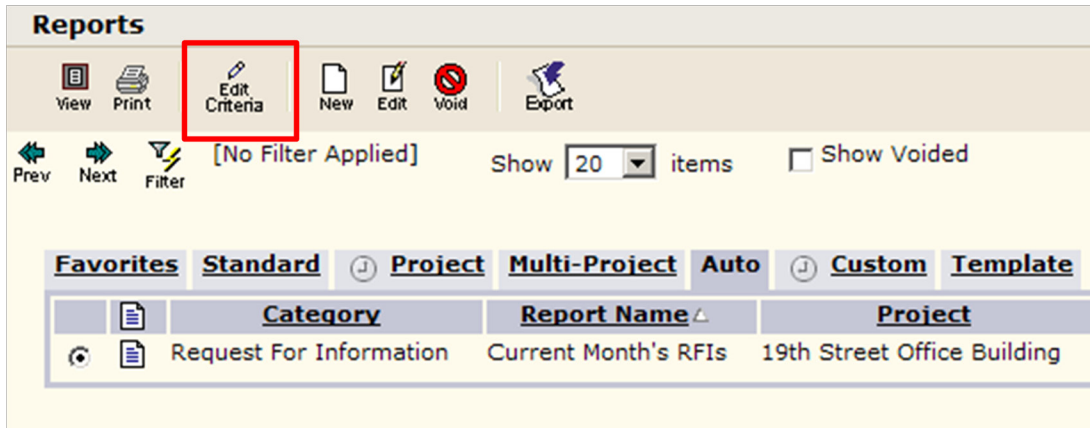 Reports
View Print Edit Criteria New Edit Void Export
Prev Next Filter [No Filter Applied] Show 20 items Show Voided
Favorites Standard Project Multi-Project Auto Custom Template
Category Report Name Project
Request For Information Current Month's RFIs 19th Street Office Building